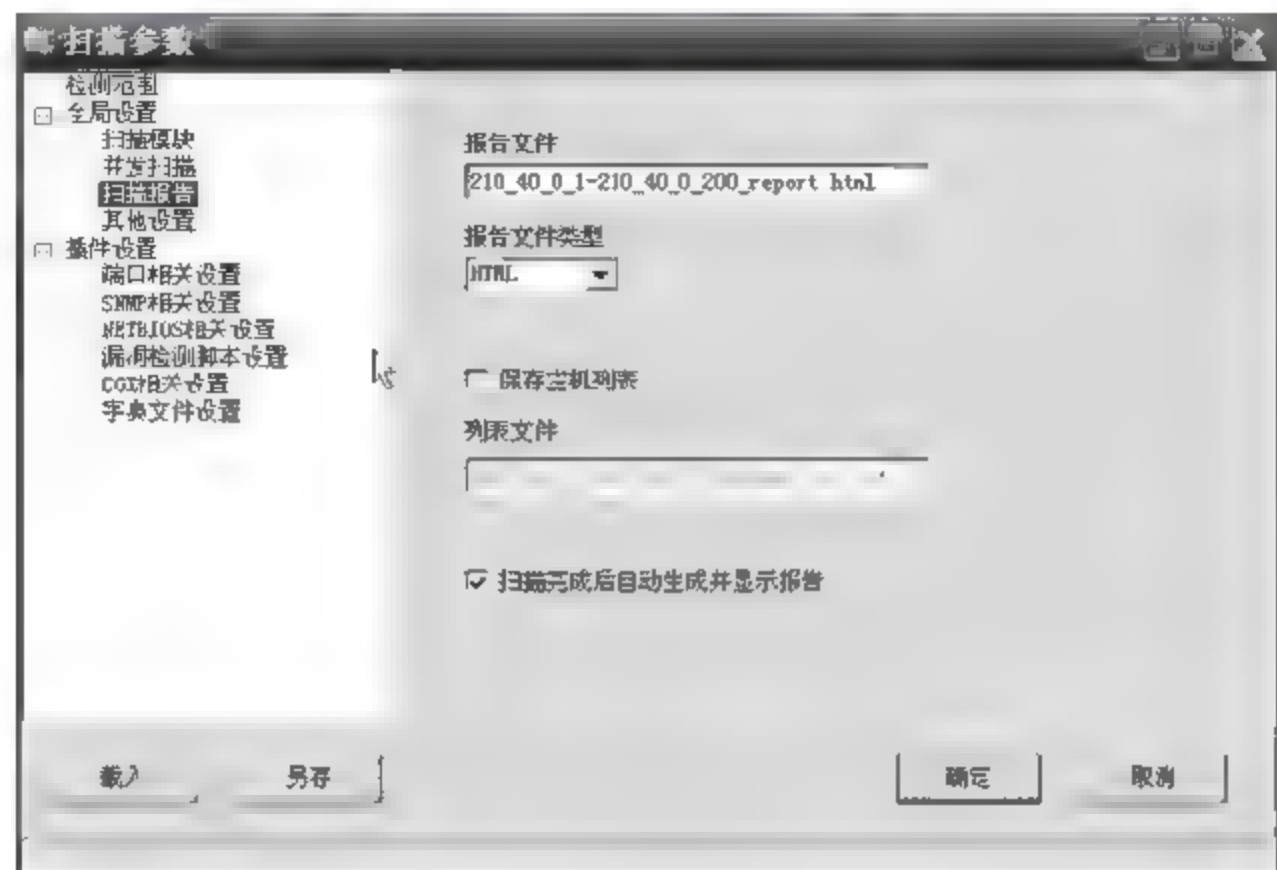 扫描参数
检测范围
全局设置
扫描模块
并发扫描
扫描报告
其他设置
插件设置
端口相关设置
SNMP相关设置
NETBIOS相关设置
漏洞检测脚本设置
CGI相关设置
字典文件设置
报告文件
210_40_0_1-210_40_0_200_report html
报告文件类型
HTML
保存主机列表
列表文件
扫描完成后自动生成并显示报告
载入
另存
确定
取消